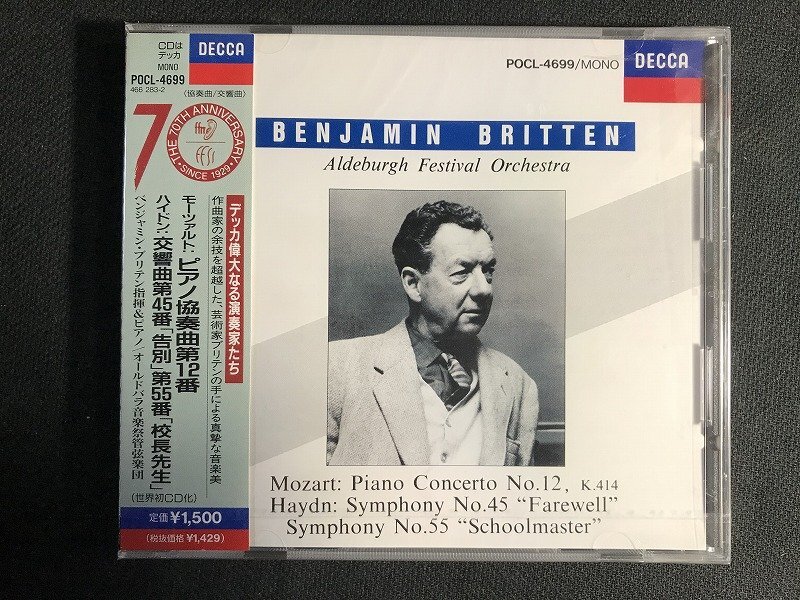 CDは
デッカ
MONO
POCL-4699
466 283-2
DECCA
(協奏曲/交響曲)
70
THE 70TH ANNIVERSARY
SINCE 1929
ffrr
FFSS
デッカ偉大なる演奏家たち
作曲家の余技を超越した、芸術家ブリテンの手による真摯な音楽美
モーツァルト:ピアノ協奏曲第12番
ハイドン:交響曲第45番「告別」第55番「校長先生」
ベンジャミン・ブリテン指揮&ピアノ/オールドバラ音楽祭管弦楽団
(世界初CD化)
定価¥1,500
(税抜価格 ¥1,429)
POCL-4699/MONO
DECCA
BENJAMIN BRITTEN
Aldeburgh Festival Orchestra
Mozart: Piano Concerto No.12, K.414
Haydn: Symphony No.45 “Farewell”
Symphony No.55 “Schoolmaster”